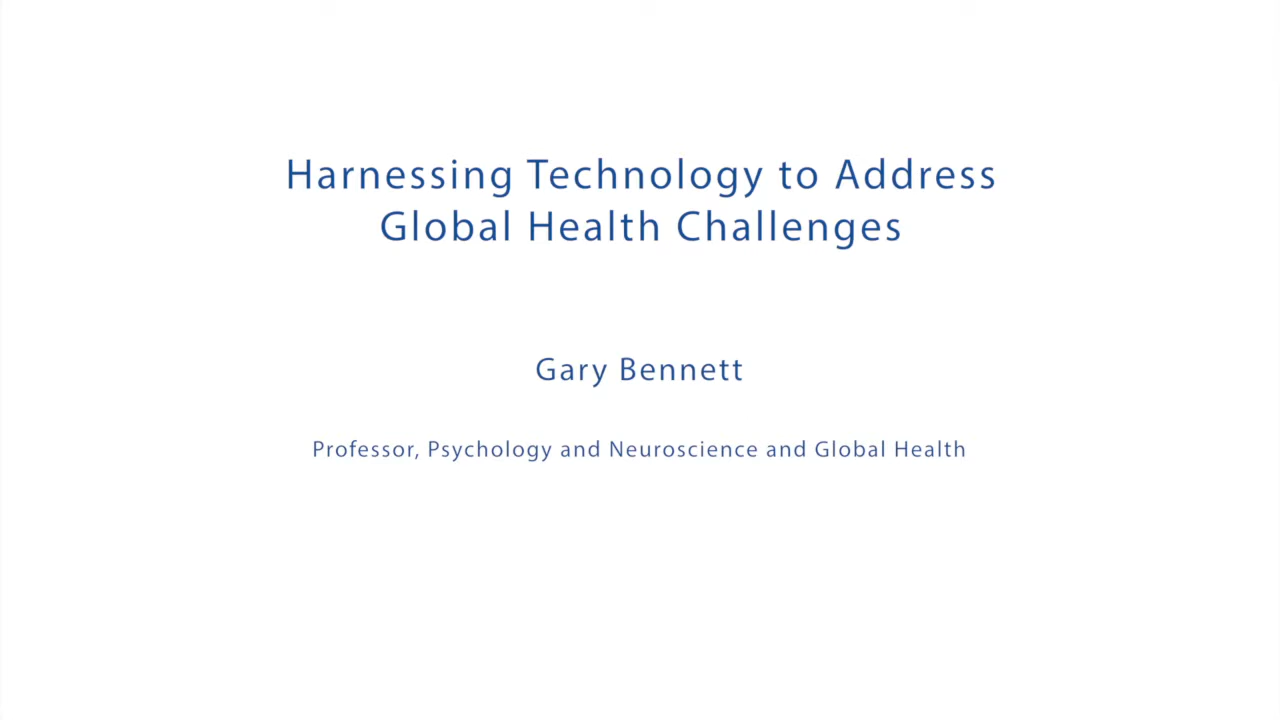 Harnessing Technology to Address
Global Health Challenges
Gary Bennett
Professor, Psychology and Neuroscience and Global Health